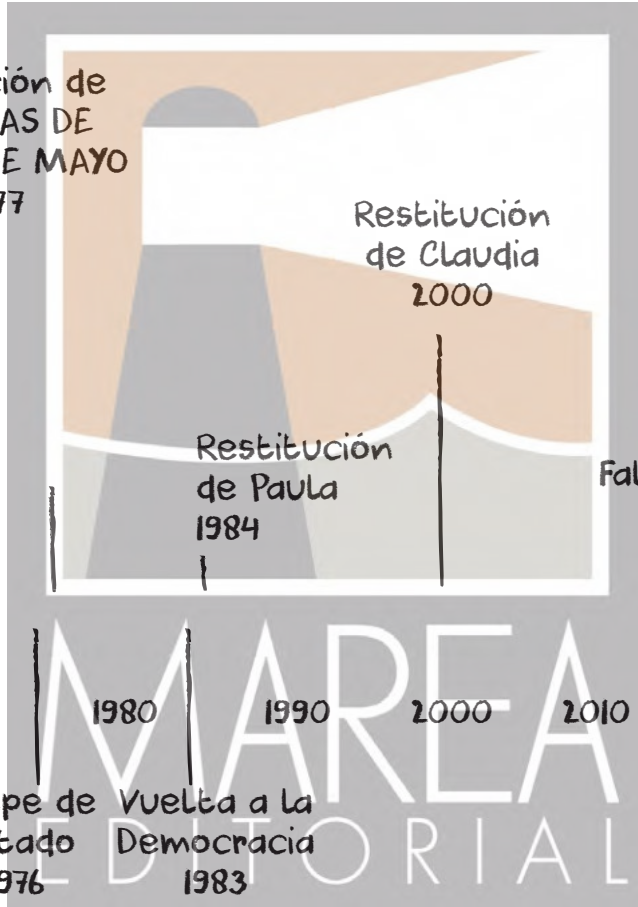 ión de
AS DE
E MAYO
77
Restitución
de Claudia
2000
Restitución
de Paula
1984
Fal
1980
1990
2000
2010
pe de
tado
976
Vuelta a la
Democracia
1983
MAREA
EDITORIAL